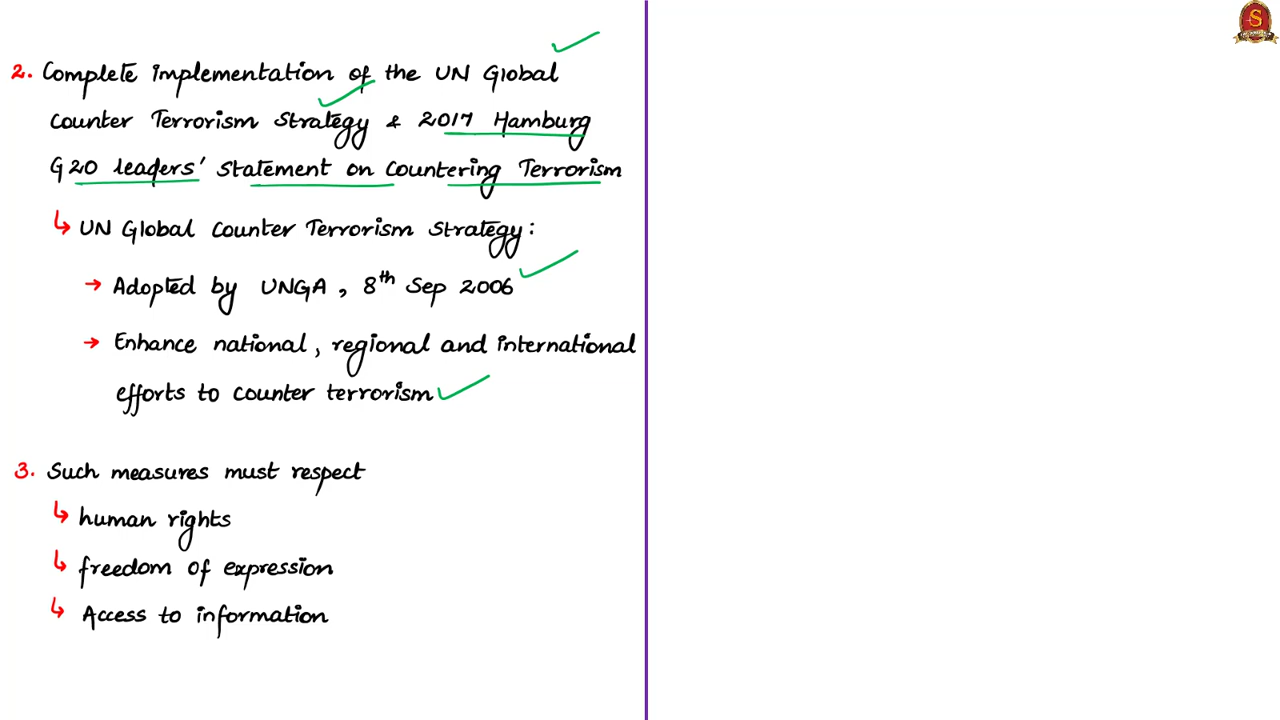 2. Complete implementation of the UN Global
Counter Terrorism Strategy & 2017 Hamburg
G20 leaders' Statement on Countering Terrorism
↳ UN Global Counter Terrorism Strategy:
→ Adopted by UNGA, 8th Sep 2006
→ Enhance national, regional and international
efforts to counter terrorism
3. Such measures must respect
↳ human rights
↳ freedom of expression
↳ Access to information
S